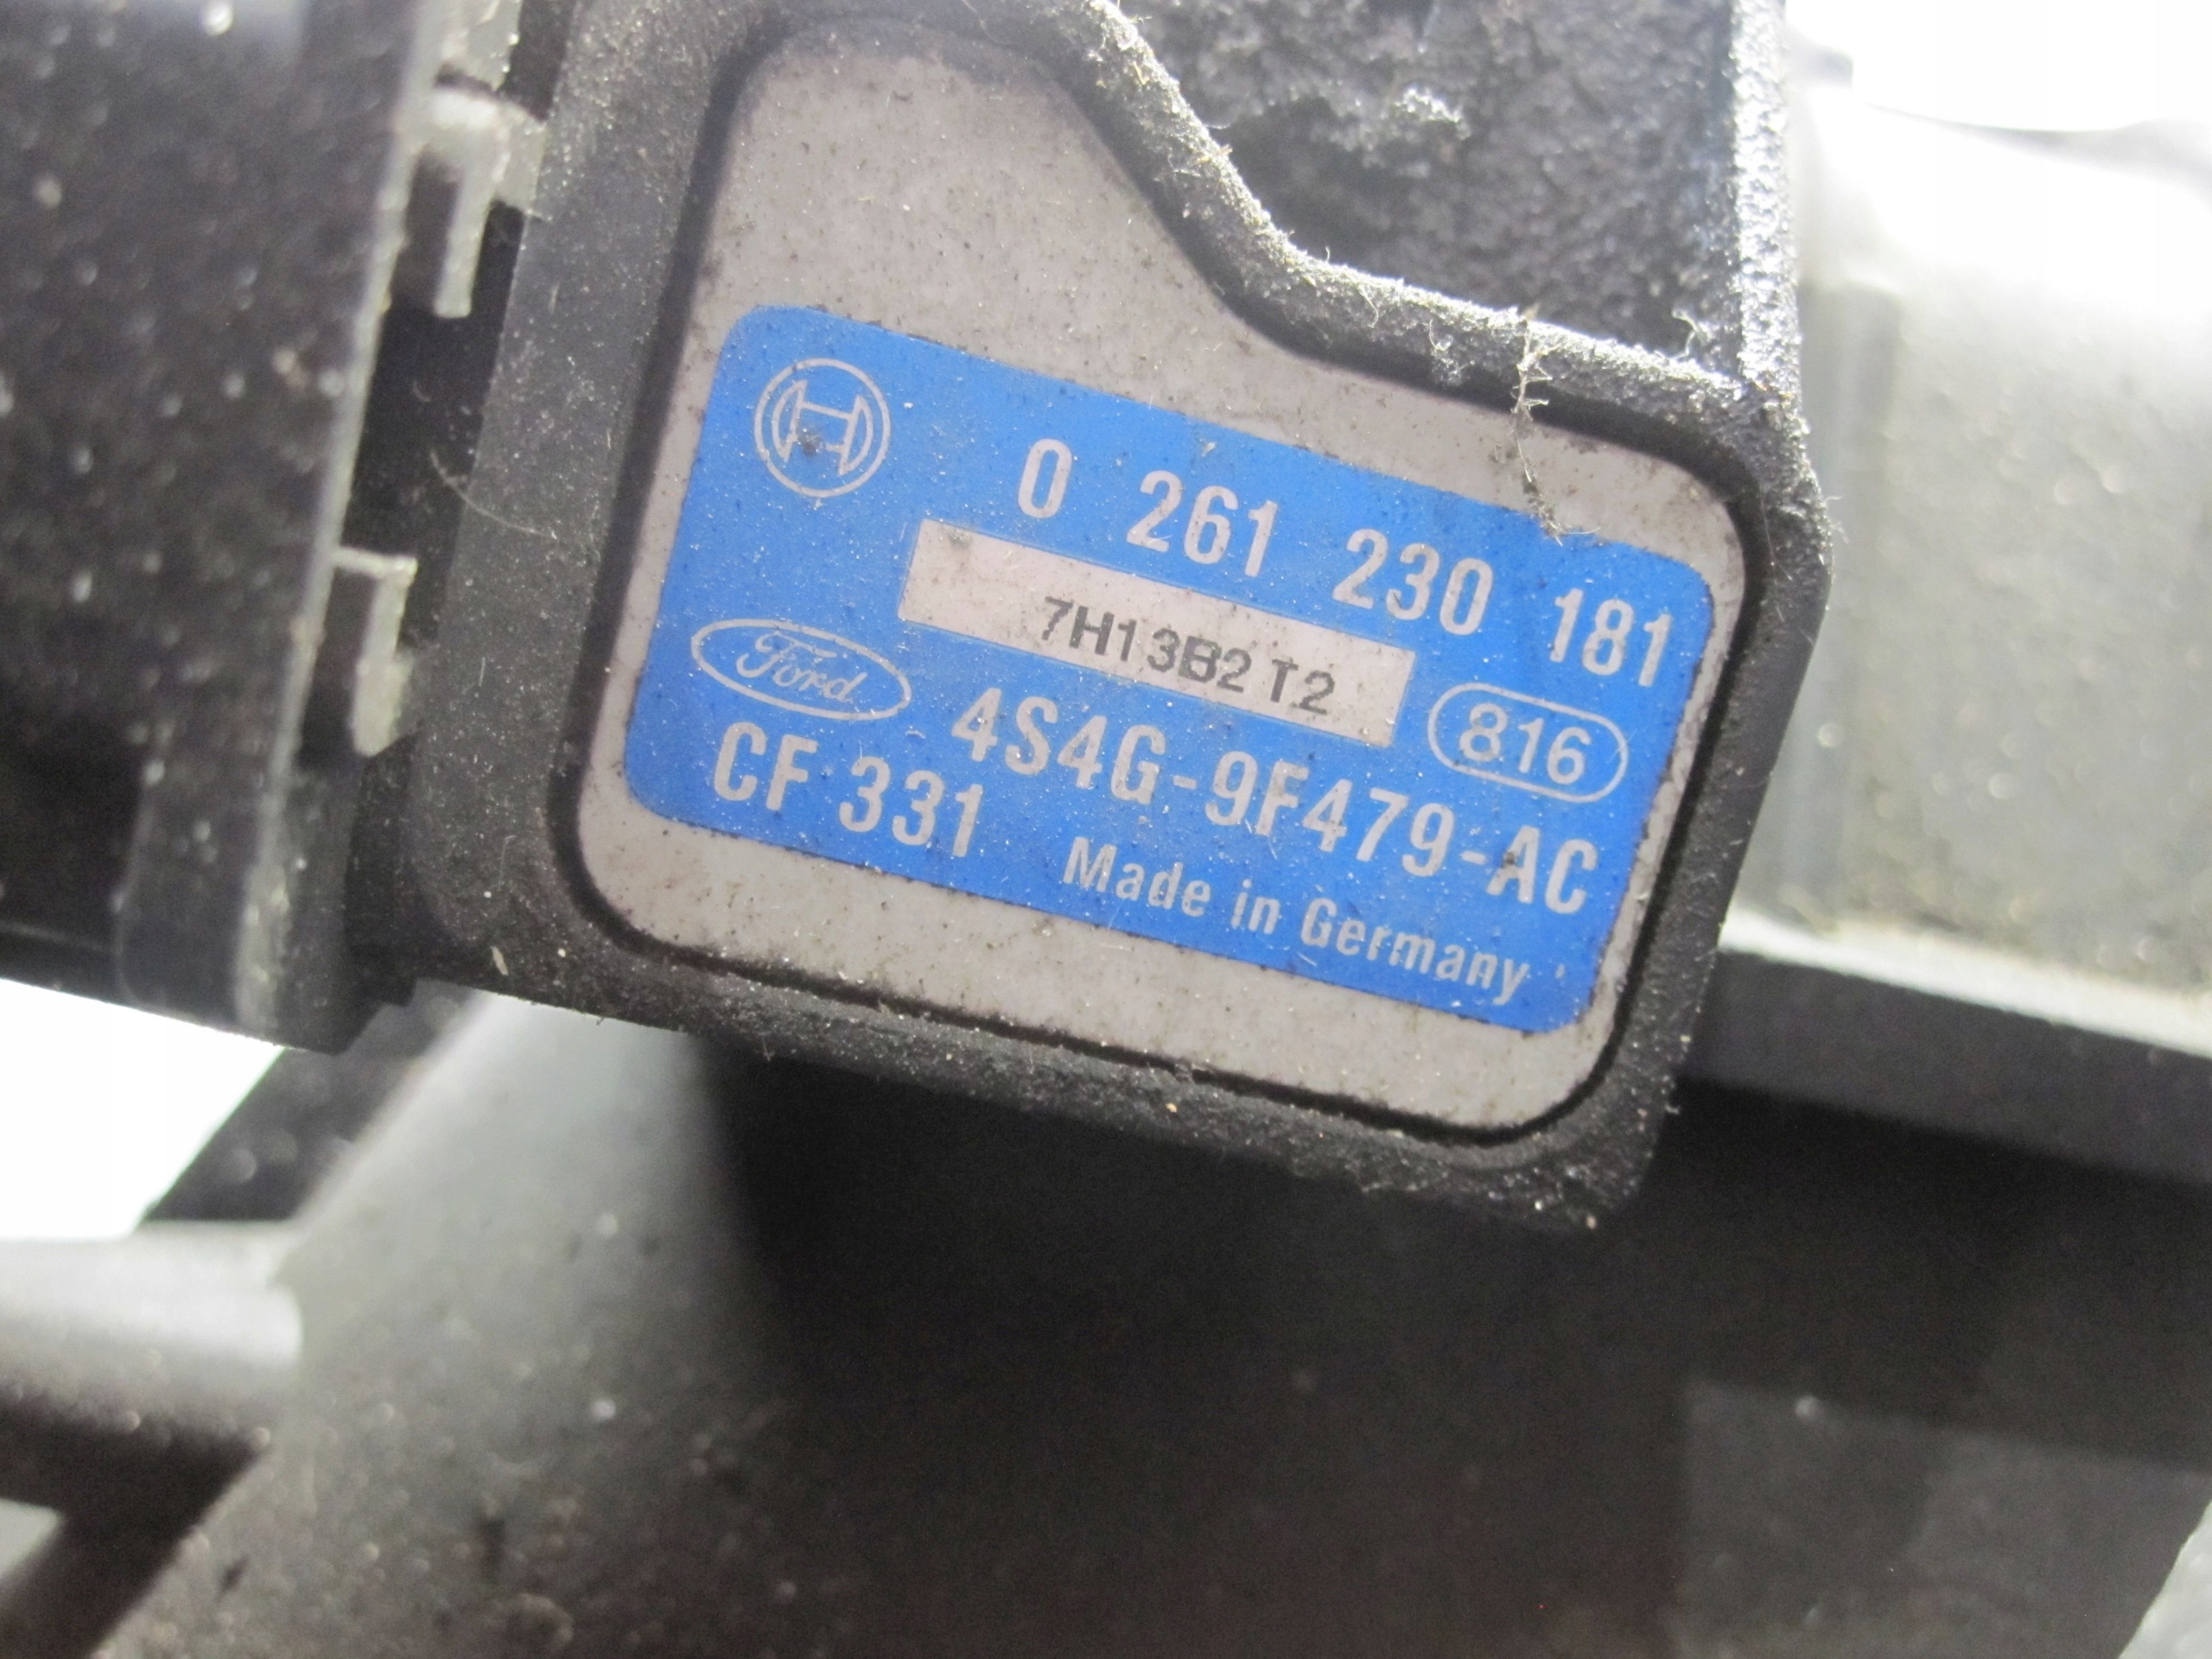 0 261 230 181
7H13B2 T2
816
Ford
4S4G-9F479-AC
CF 331
Made in Germany